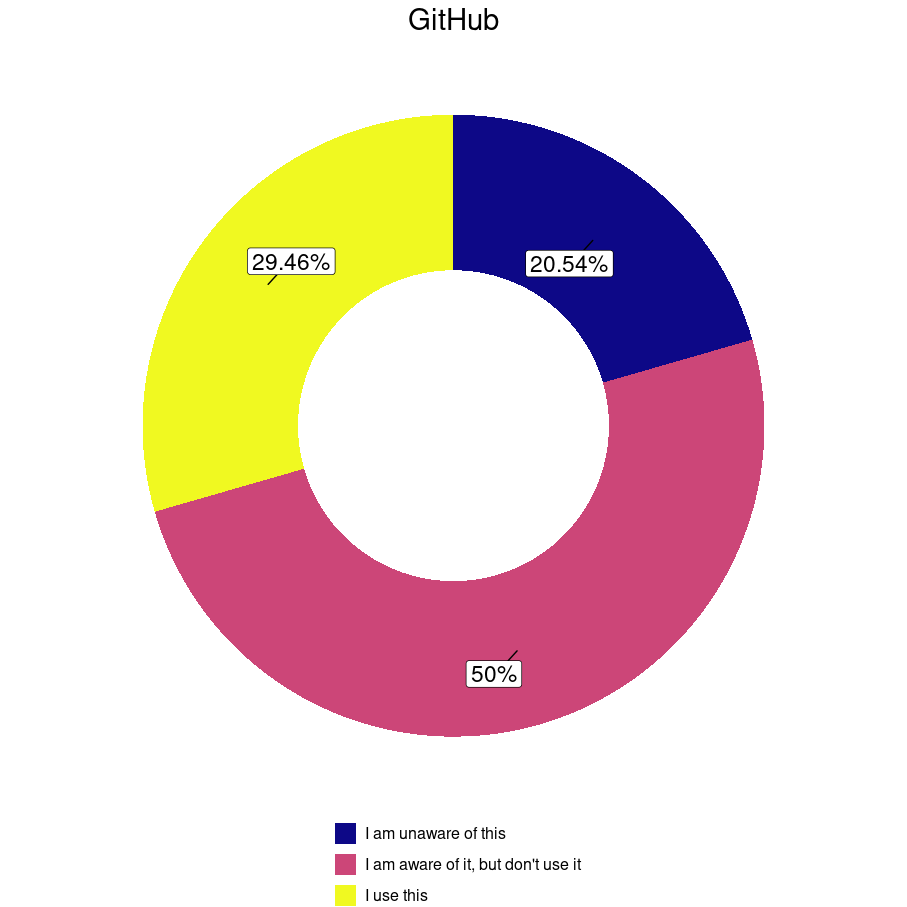 GitHub
29.46%
20.54%
50%
I am unaware of this
I am aware of it, but don't use it
I use this